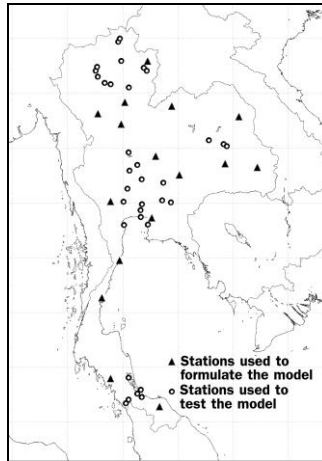 ▲ Stations used to
formulate the model
○ Stations used to
test the model